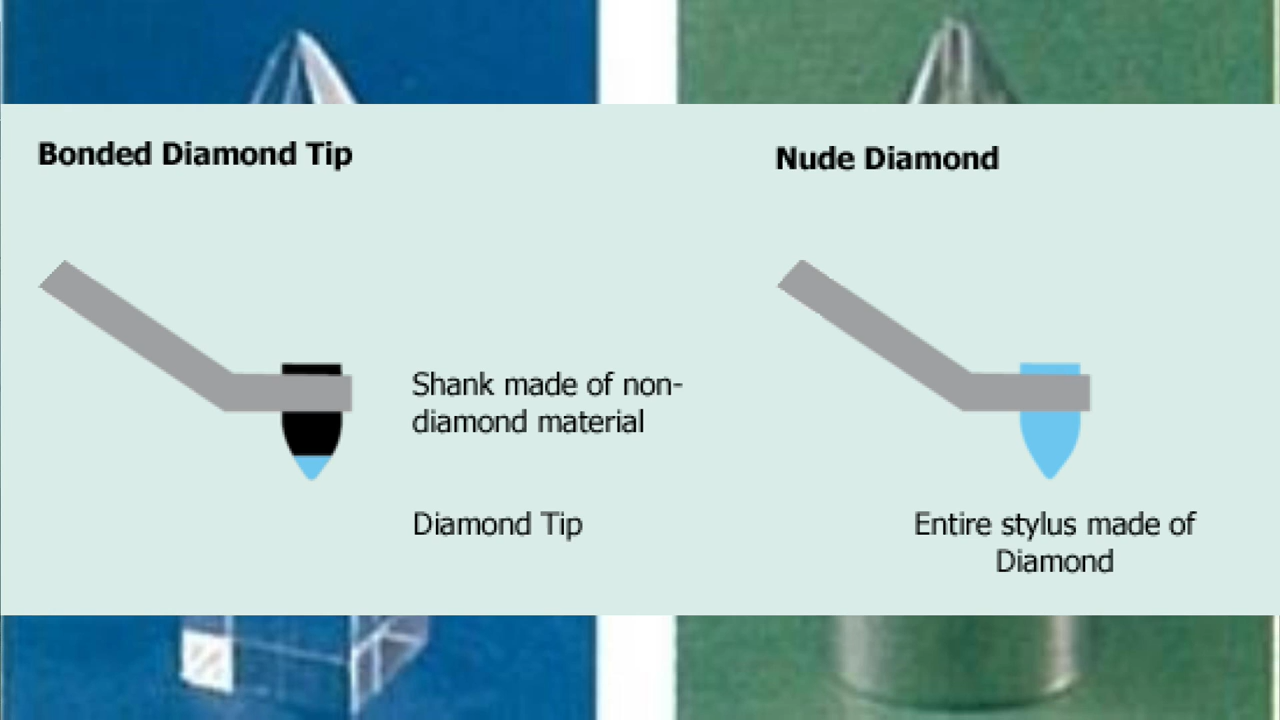 Bonded Diamond Tip
Nude Diamond
Shank made of non-
diamond material
Diamond Tip
Entire stylus made of
Diamond